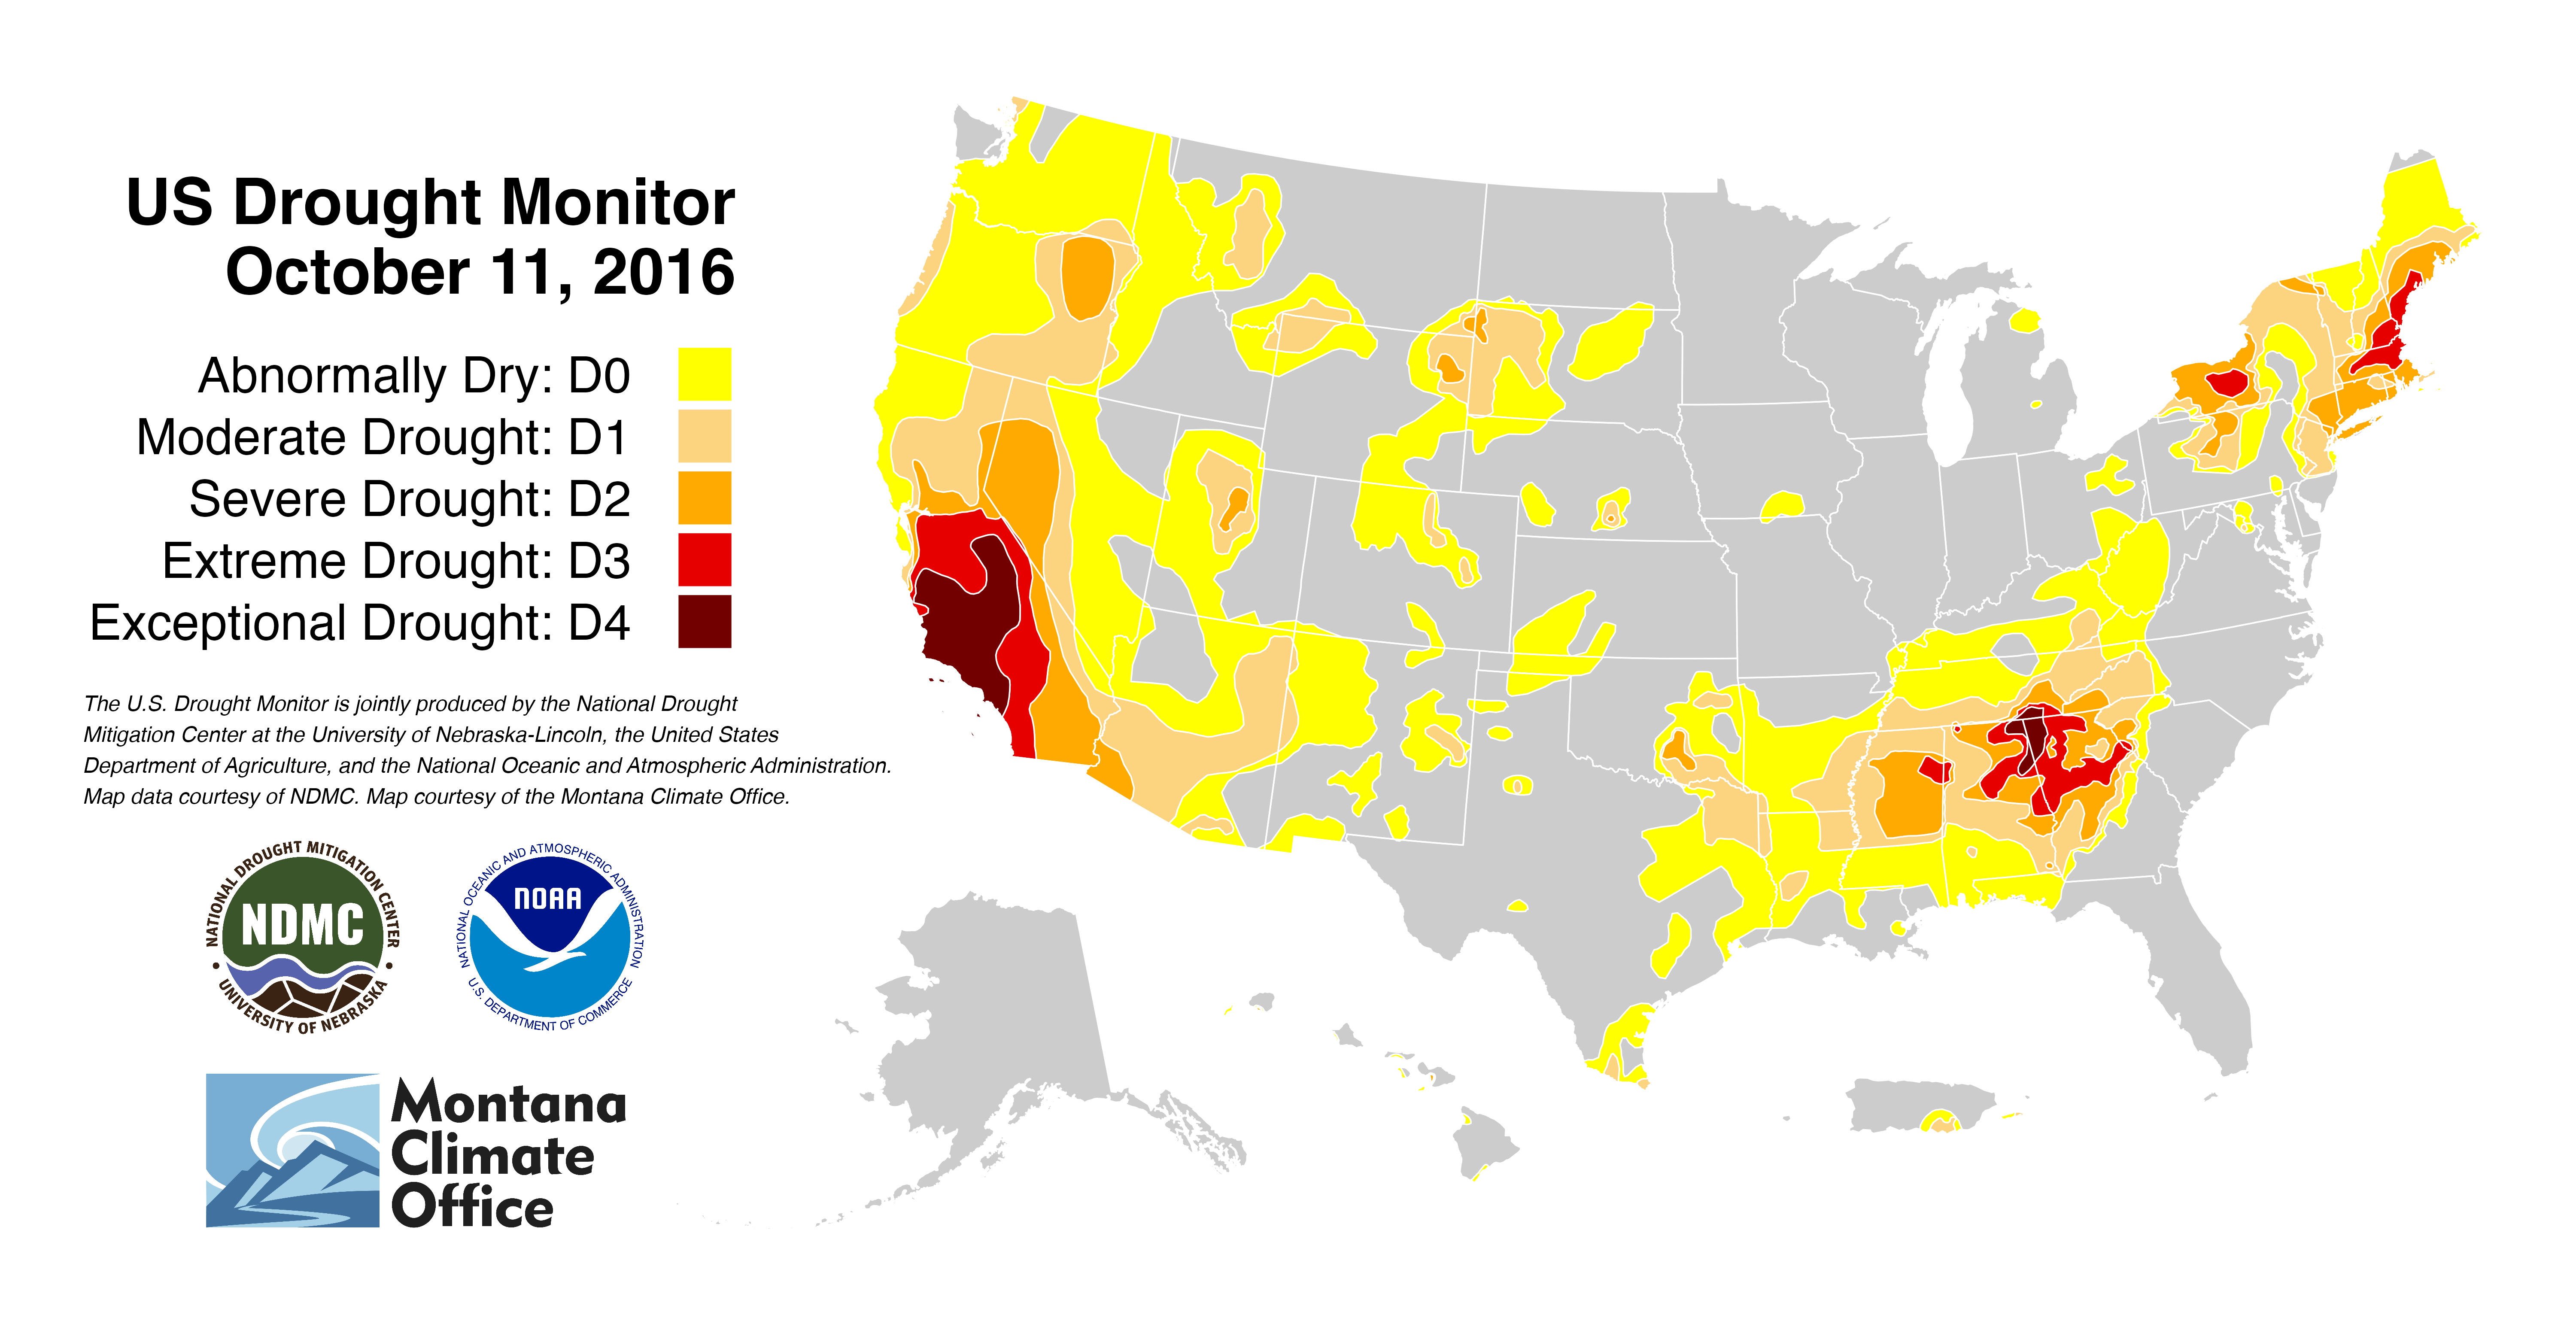 US Drought Monitor
October 11, 2016
Abnormally Dry: D0
Moderate Drought: D1
Severe Drought: D2
Extreme Drought: D3
Exceptional Drought: D4
The U.S. Drought Monitor is jointly produced by the National Drought
Mitigation Center at the University of Nebraska-Lincoln, the United States
Department of Agriculture, and the National Oceanic and Atmospheric Administration.
Map data courtesy of NDMC. Map courtesy of the Montana Climate Office.
NATIONAL DROUGHT MITIGATION CENTER
NDMC
• UNIVERSITY OF NEBRASKA •
NATIONAL OCEANIC AND ATMOSPHERIC ADMINISTRATION
NOAA
U.S. DEPARTMENT OF COMMERCE
Montana
Climate
Office